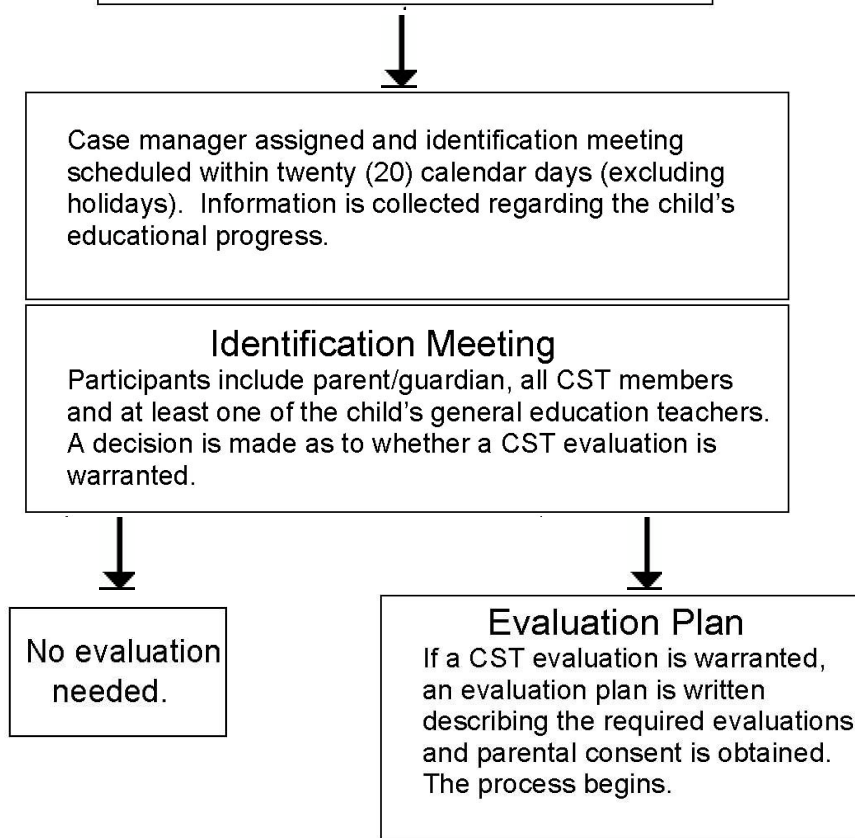 Case manager assigned and identification meeting
scheduled within twenty (20) calendar days (excluding
holidays).  Information is collected regarding the child's
educational progress.
Identification Meeting
Participants include parent/guardian, all CST members
and at least one of the child's general education teachers.
A decision is made as to whether a CST evaluation is
warranted.
No evaluation
needed.
Evaluation Plan
If a CST evaluation is warranted,
an evaluation plan is written
describing the required evaluations
and parental consent is obtained.
The process begins.